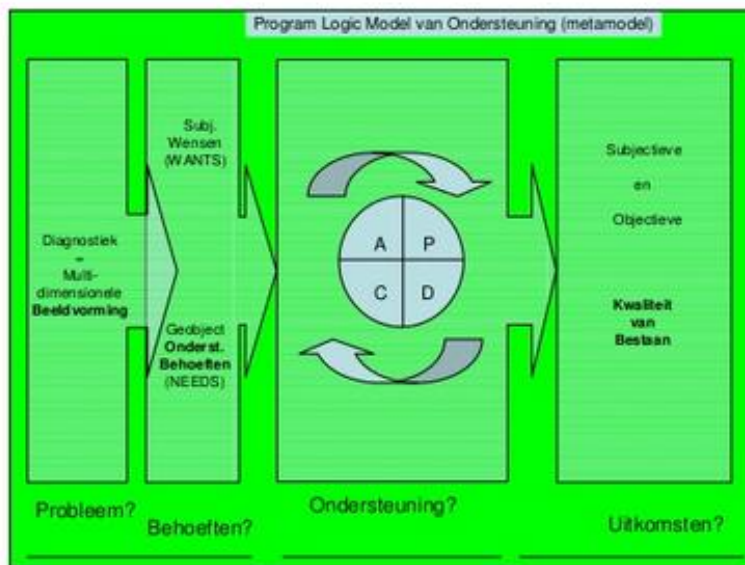 Program Logic Model van Ondersteuning (metamodel)
Diagnostiek
=
Multi-
dimensionele
Beeldvorming
Subj.
Wensen
(WANTS)
Geobject
Onderst.
Behoeften
(NEEDS)
A P
C D
Subjectieve
en
Objectieve
Kwaliteit
van
Bestaan
Probleem?
Behoeften?
Ondersteuning?
Uitkomsten?